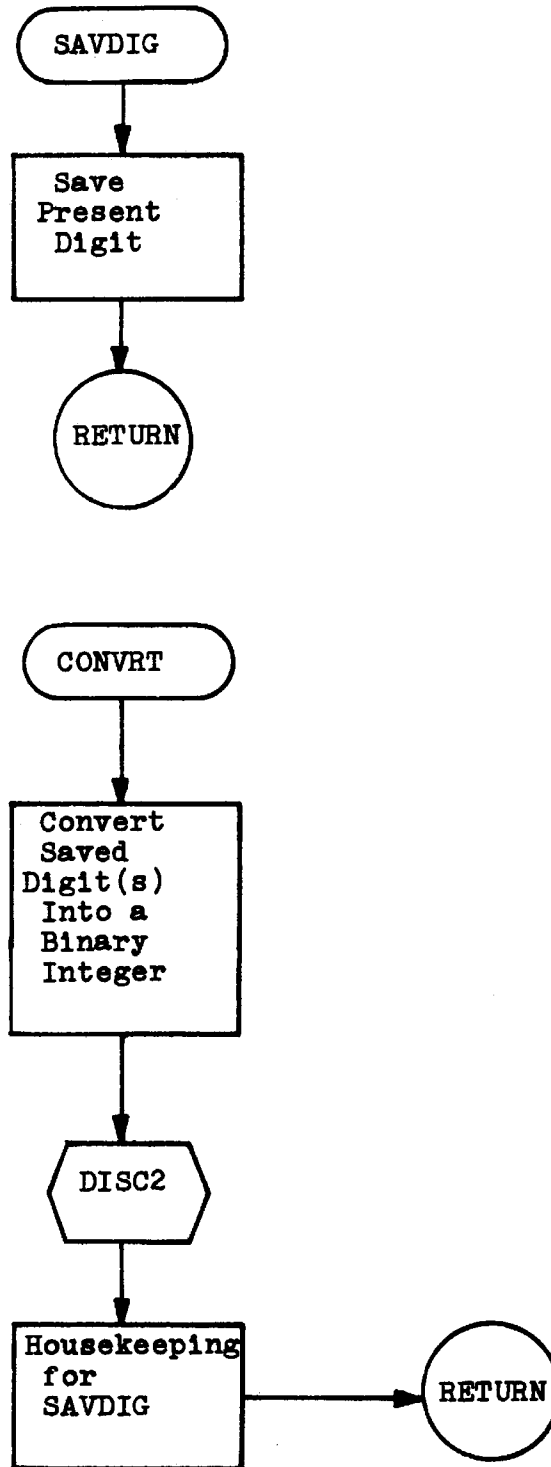 SAVDIG
Save
Present
Digit
RETURN
CONVRT
Convert
Saved
Digit(s)
Into a
Binary
Integer
DISC2
Housekeeping
for
SAVDIG
RETURN